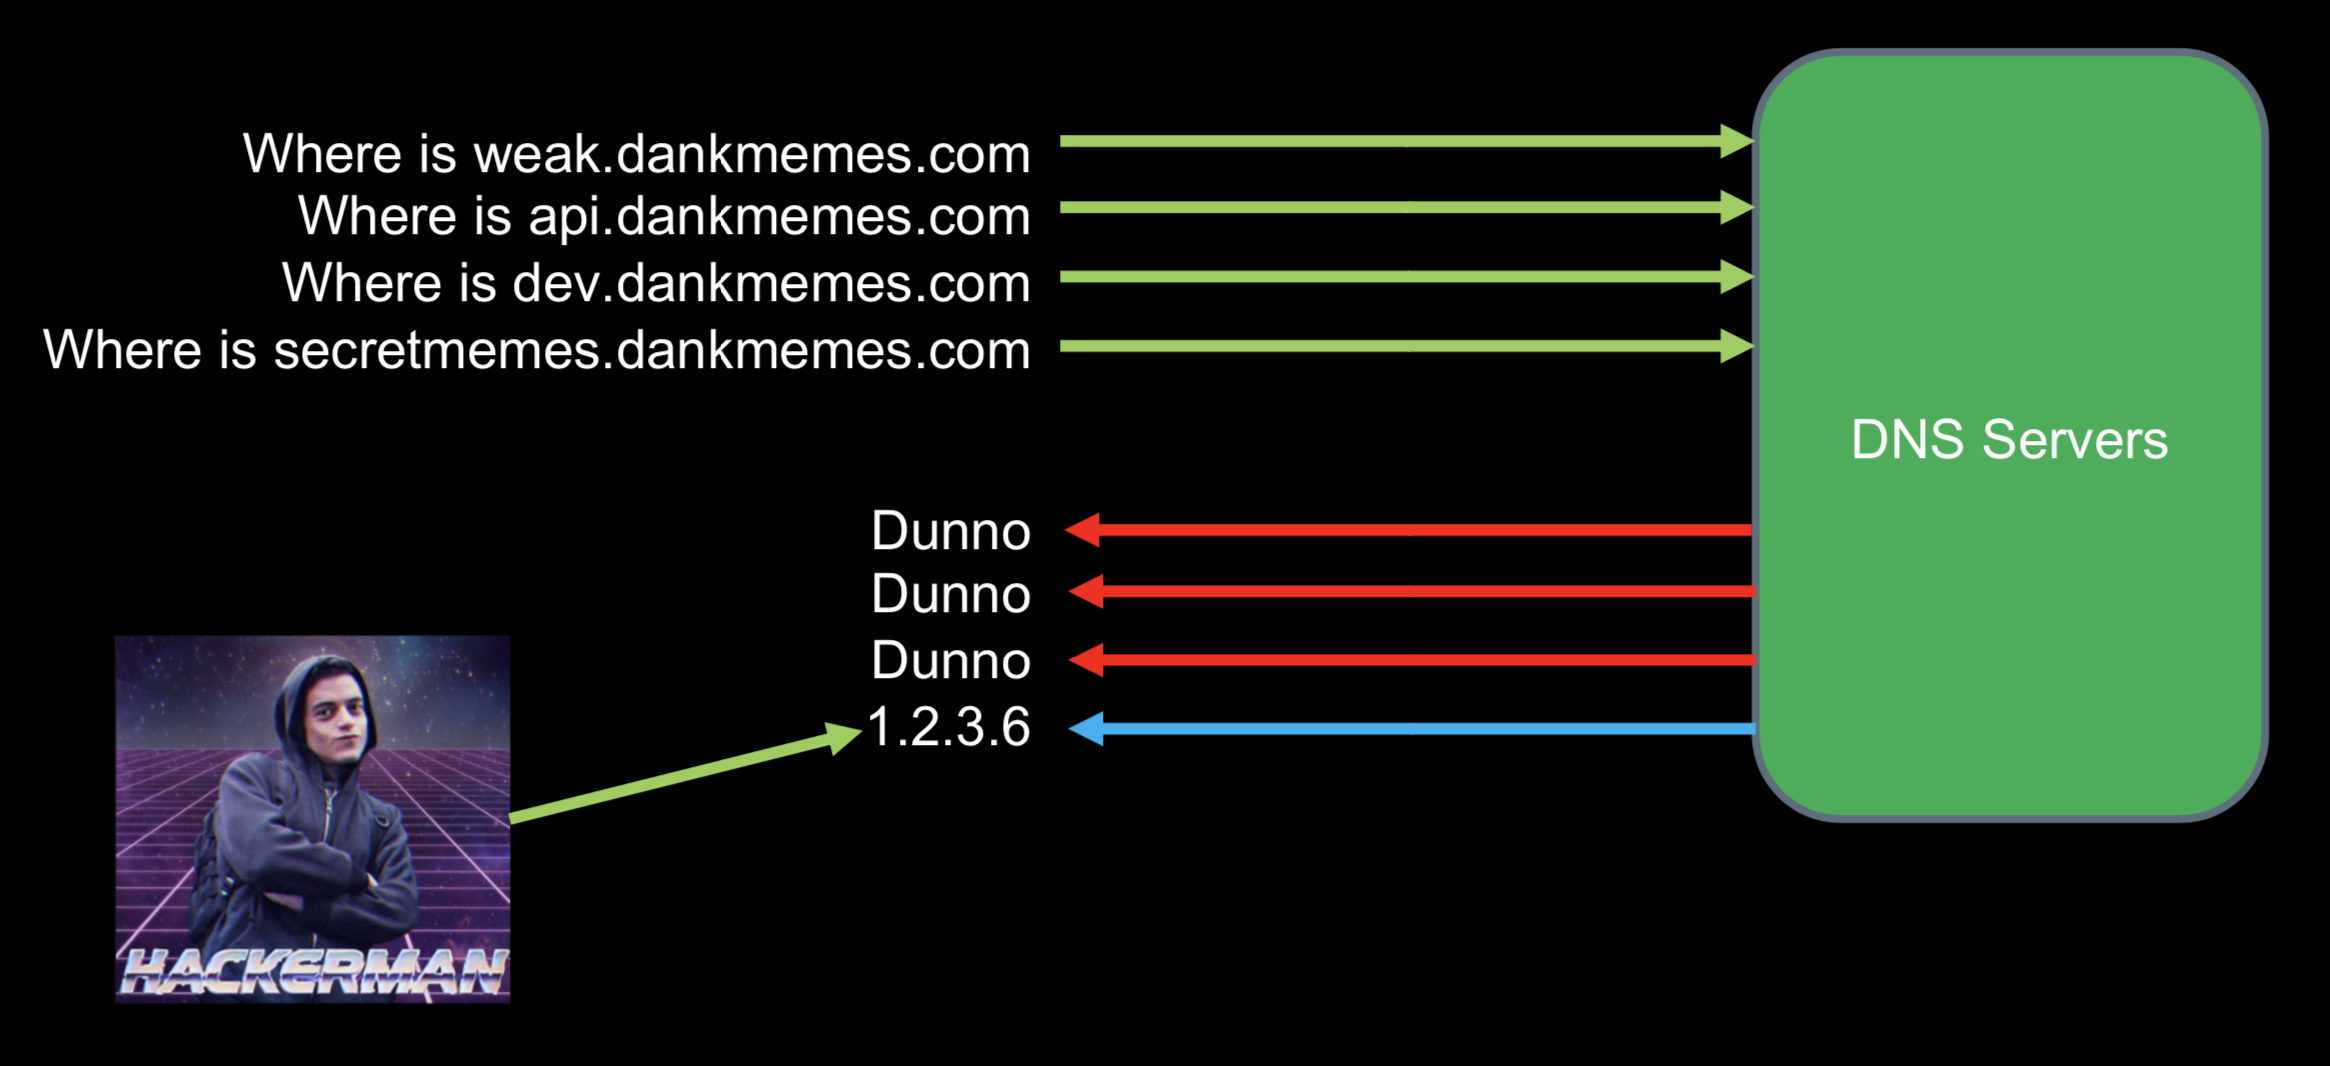 Where is weak.dankmemes.com
Where is api.dankmemes.com
Where is dev.dankmemes.com
Where is secretmemes.dankmemes.com
DNS Servers
Dunno
Dunno
Dunno
1.2.3.6
HACKERMAN